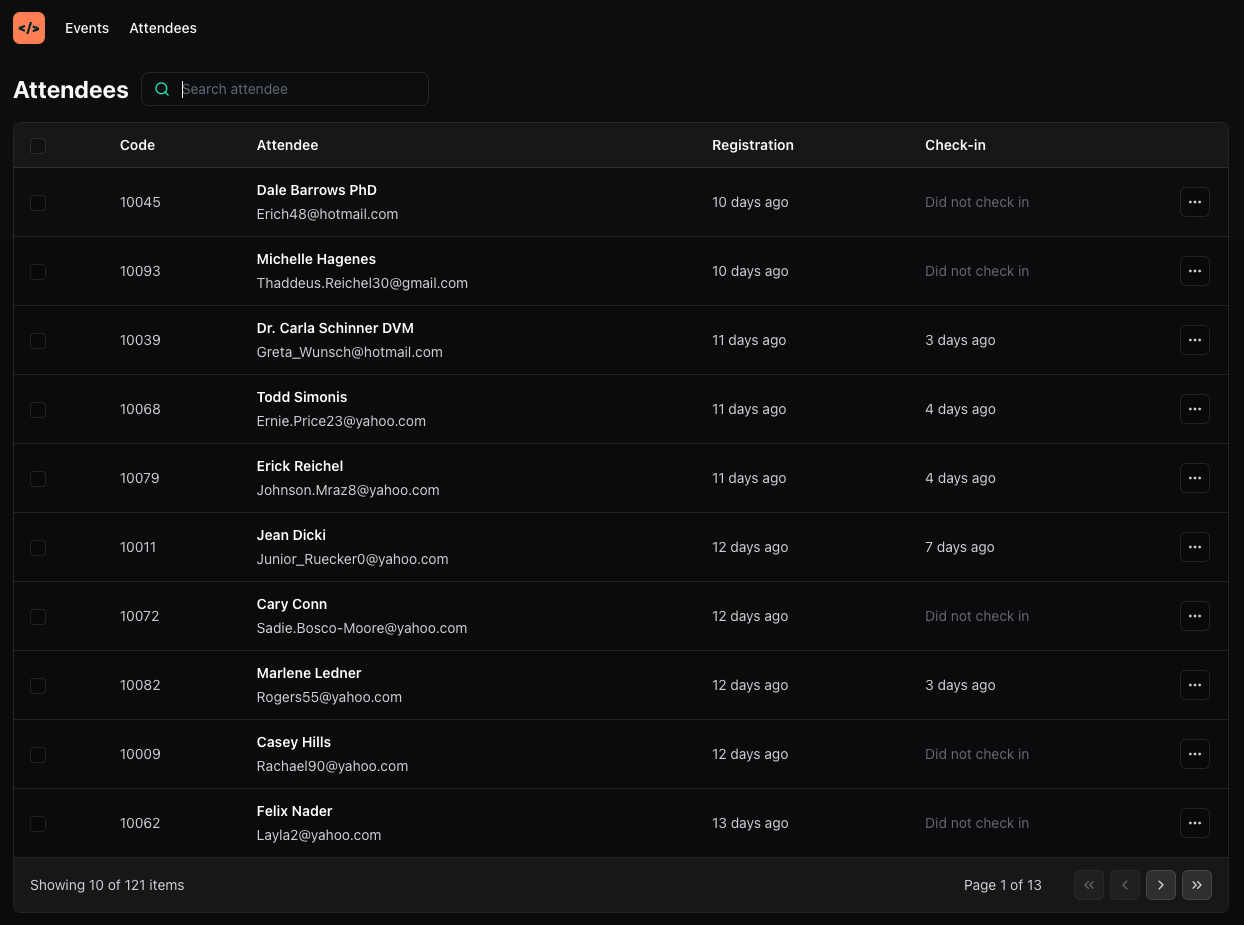 </>
Events Attendees
Attendees Search attendee
Code Attendee Registration Check-in
10045 Dale Barrows PhD 10 days ago Did not check in
Erich48@hotmail.com
10093 Michelle Hagenes 10 days ago Did not check in
Thaddeus.Reichel30@gmail.com
10039 Dr. Carla Schinner DVM 11 days ago 3 days ago
Greta_Wunsch@hotmail.com
10068 Todd Simonis 11 days ago 4 days ago
Ernie.Price23@yahoo.com
10079 Erick Reichel 11 days ago 4 days ago
Johnson.Mraz8@yahoo.com
10011 Jean Dicki 12 days ago 7 days ago
Junior_Ruecker0@yahoo.com
10072 Cary Conn 12 days ago Did not check in
Sadie.Bosco-Moore@yahoo.com
10082 Marlene Ledner 12 days ago 3 days ago
Rogers55@yahoo.com
10009 Casey Hills 12 days ago Did not check in
Rachael90@yahoo.com
10062 Felix Nader 13 days ago Did not check in
Layla2@yahoo.com
Showing 10 of 121 items Page 1 of 13